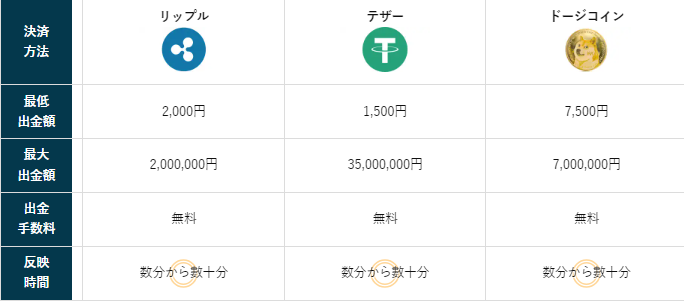 決済
方法
リップル
テザー
ドージコイン
最低
出金額
2,000円
1,500円
7,500円
最大
出金額
2,000,000円
35,000,000円
7,000,000円
出金
手数料
無料
無料
無料
反映
時間
数分から數十分
数分から數十分
数分から數十分